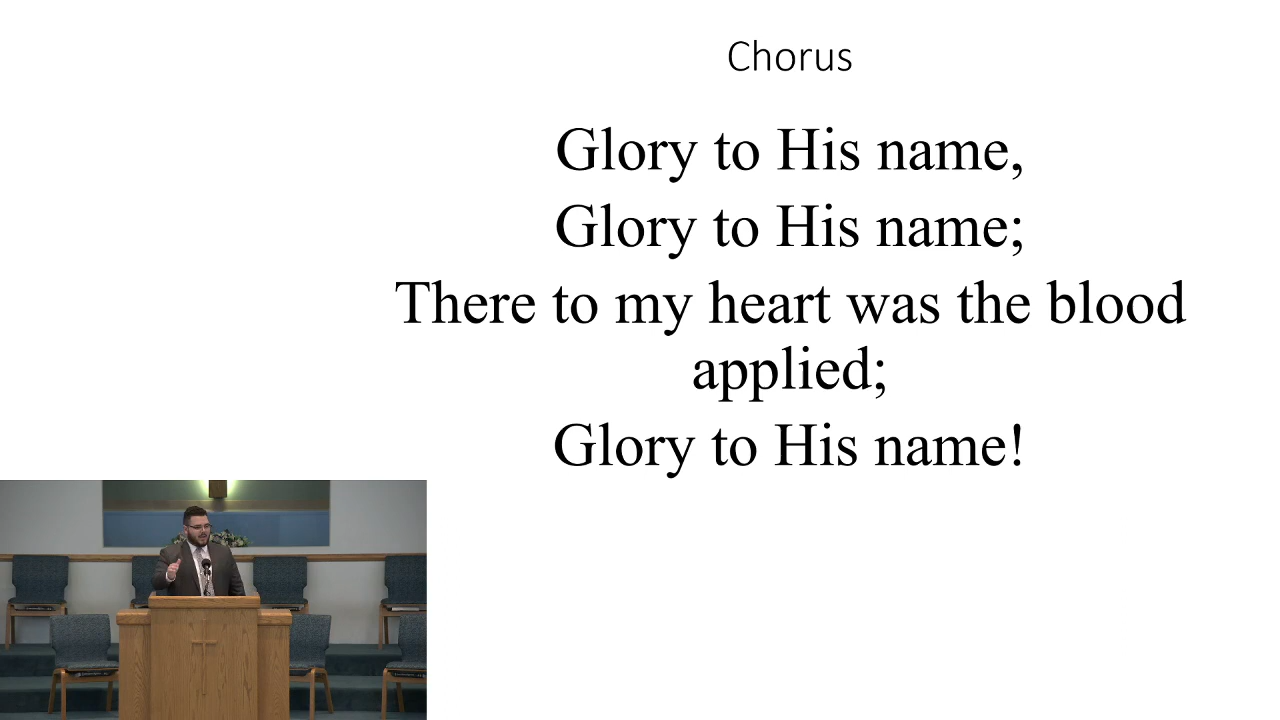 Chorus
Glory to His name,
Glory to His name;
There to my heart was the blood
applied;
Glory to His name!